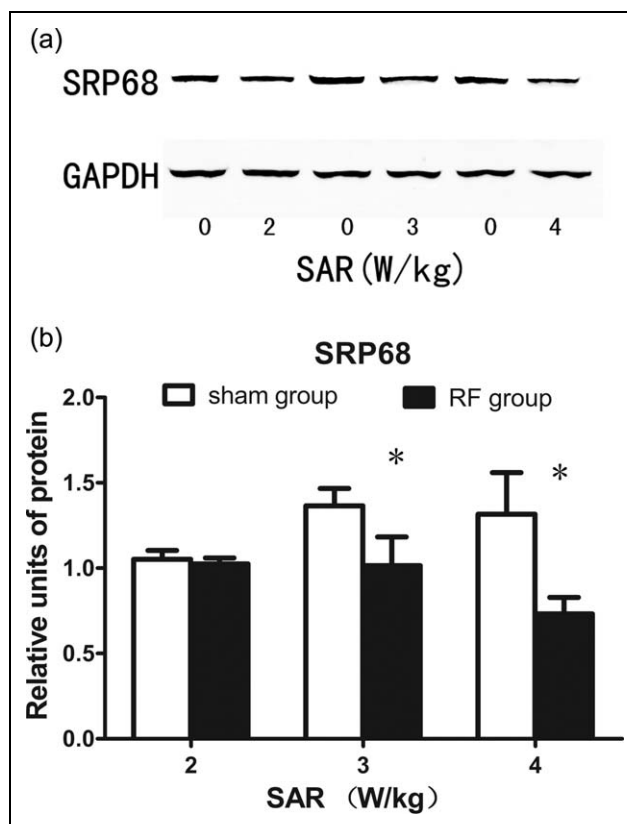 (a)
SRP68
GAPDH
0 2 0 3 0 4
SAR(W/kg)
(b)
SRP68
sham group RF group
Relative units of protein
2.0
1.5
1.0
0.5
0.0
* *
2 3 4
SAR （W/kg）